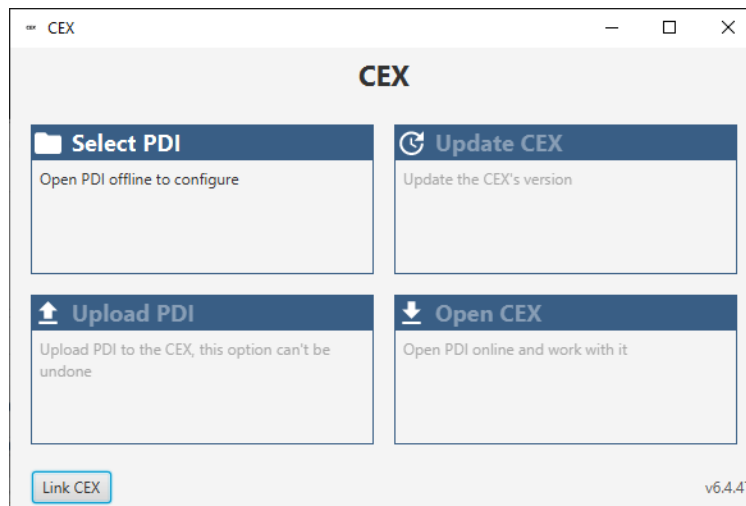 CEX
CEX
Select PDI
Open PDI offline to configure
Update CEX
Update the CEX's version
Upload PDI
Upload PDI to the CEX, this option can't be
undone
Open CEX
Open PDI online and work with it
Link CEX